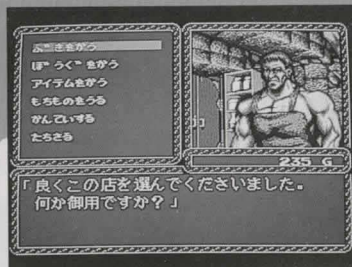 ぶきをかう
ぼうぐをかう
アイテムをかう
もちものをうる
かんていする
たちさる
235 G
「良くこの店を選んでくださいました。
何か御用ですか?」